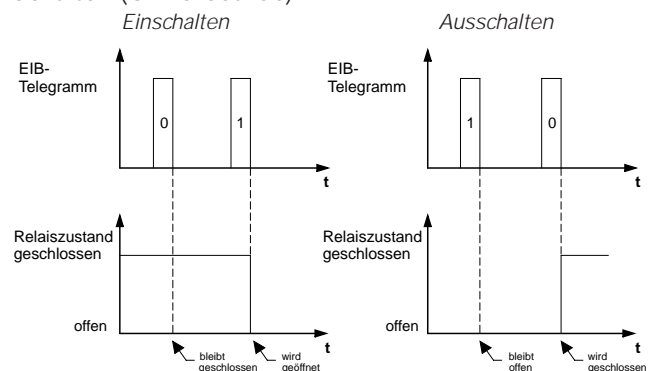 Einschalten
Ausschalten
EIB-
Telegramm
0
1
t
EIB-
Telegramm
1
0
t
Relaiszustand
geschlossen
offen
bleibt
geschlossen
wird
geöffnet
t
Relaiszustand
geschlossen
offen
bleibt
offen
wird
geschlossen
t